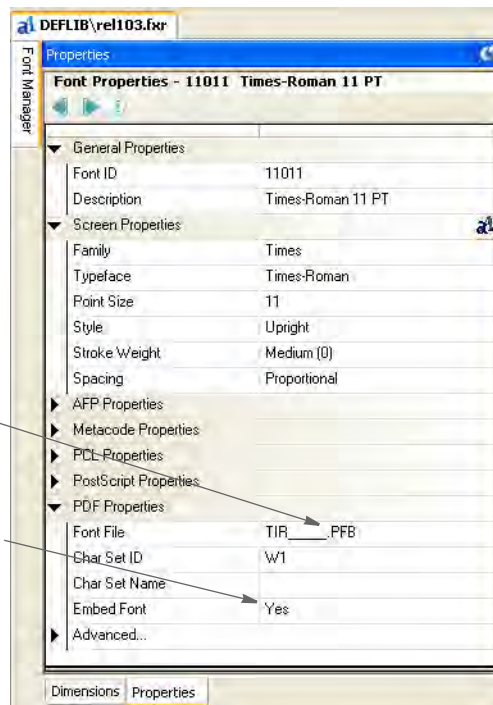 DEFLIB\rel103.fxr
Font Manager
Properties
Font Properties - 11011 Times-Roman 11 PT
General Properties
Font ID 11011
Description Times-Roman 11 PT
Screen Properties
Family Times
Typeface Times-Roman
Point Size 11
Style Upright
Stroke Weight Medium (0)
Spacing Proportional
AFP Properties
Metacode Properties
PCL Properties
PostScript Properties
PDF Properties
Font File TIR_____.PFB
Char Set ID W1
Char Set Name
Embed Font Yes
Advanced...
Dimensions Properties